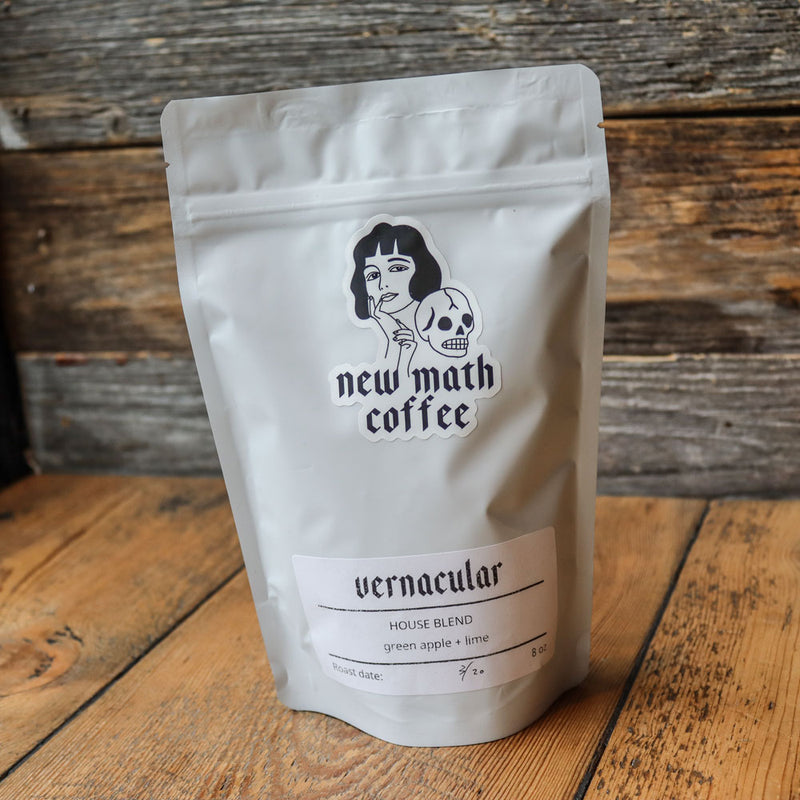 new math
coffee
vernacular
HOUSE BLEND
green apple + lime
8 oz
Roast date: 3/20